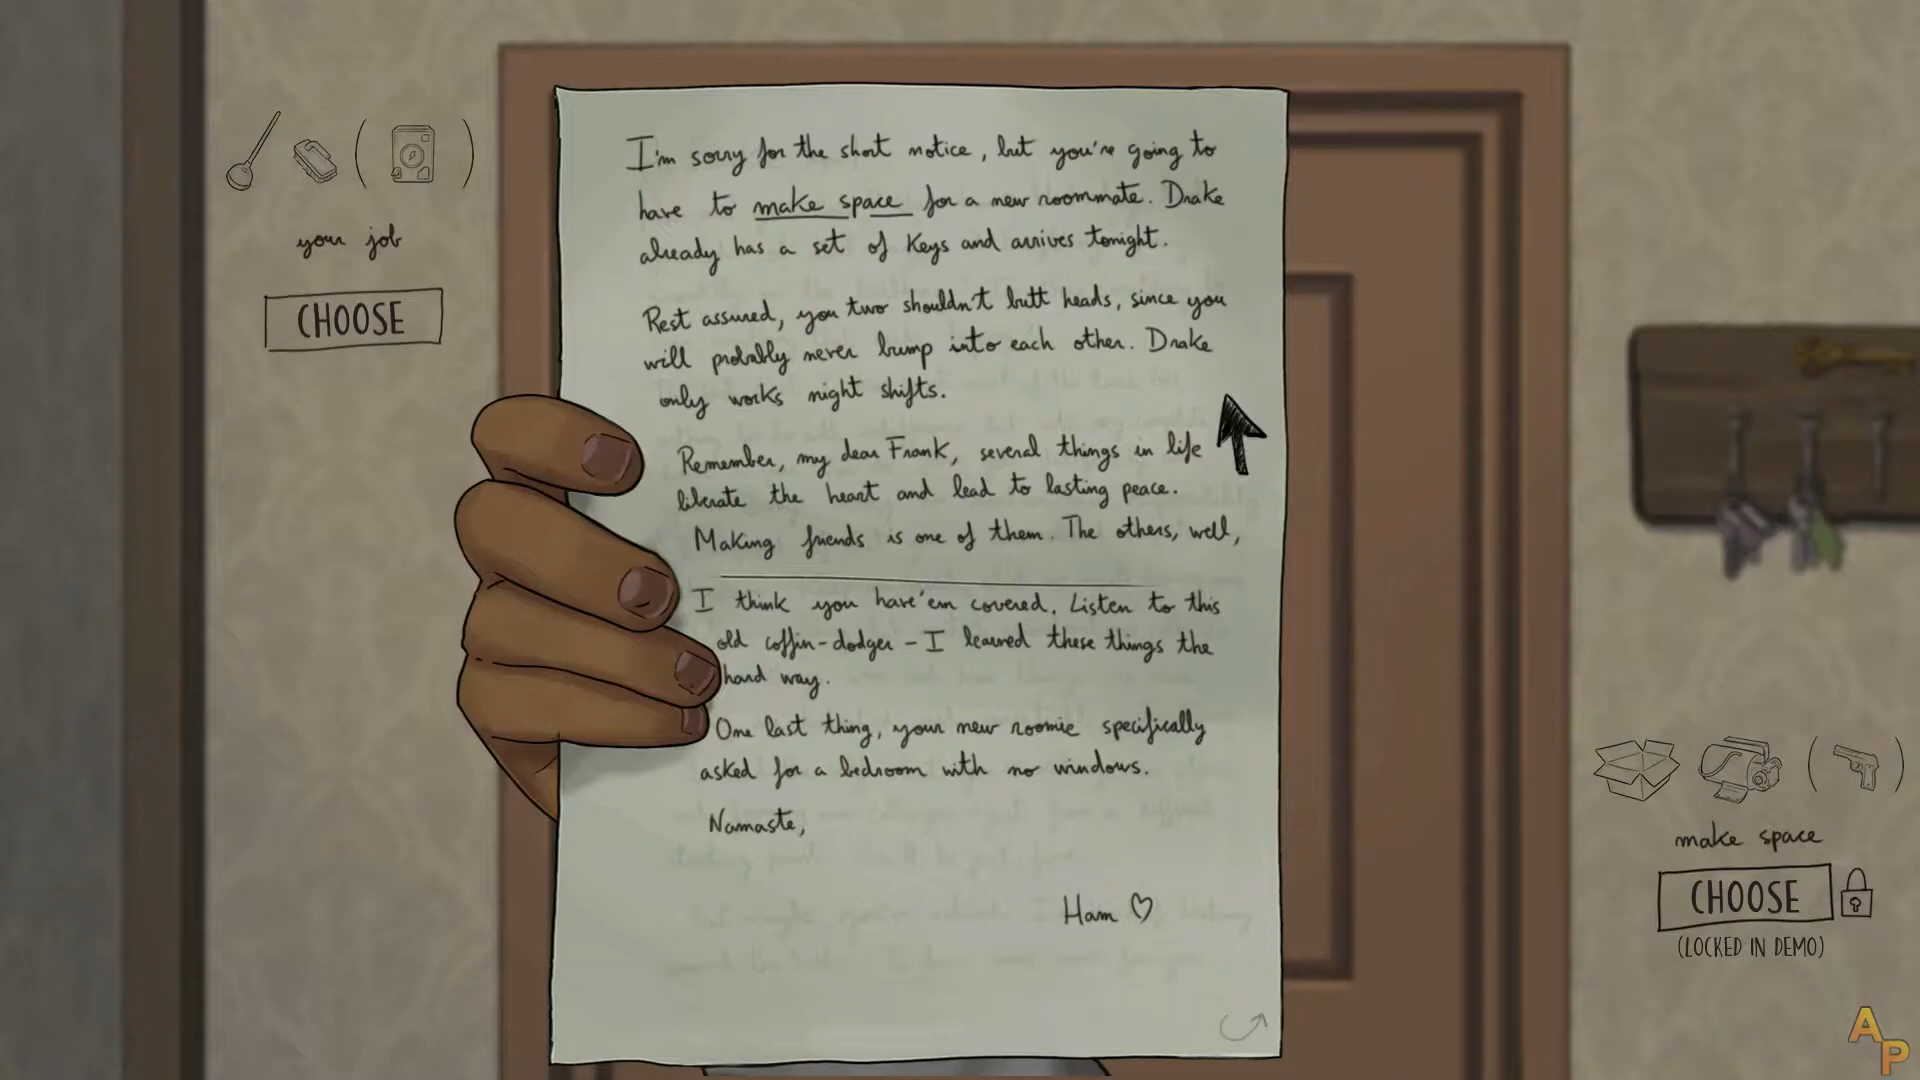 I'm sorry for the short notice, but you're going to
have to make space for a new roommate. Drake
already has a set of keys and arrives tonight.
Rest assured, you two shouldn't butt heads, since you
will probably never bump into each other. Drake
only works night shifts.
Remember, my dear Frank, several things in life
liberate the heart and lead to lasting peace.
Making friends is one of them. The others, well,
I think you have 'em covered. Listen to this
old coffin-dodger - I learned these things the
hard way.
One last thing, your new roomie specifically
asked for a bedroom with no windows.
Namaste,
Ham ♡
your job
CHOOSE
make space
CHOOSE
(LOCKED IN DEMO)
AP